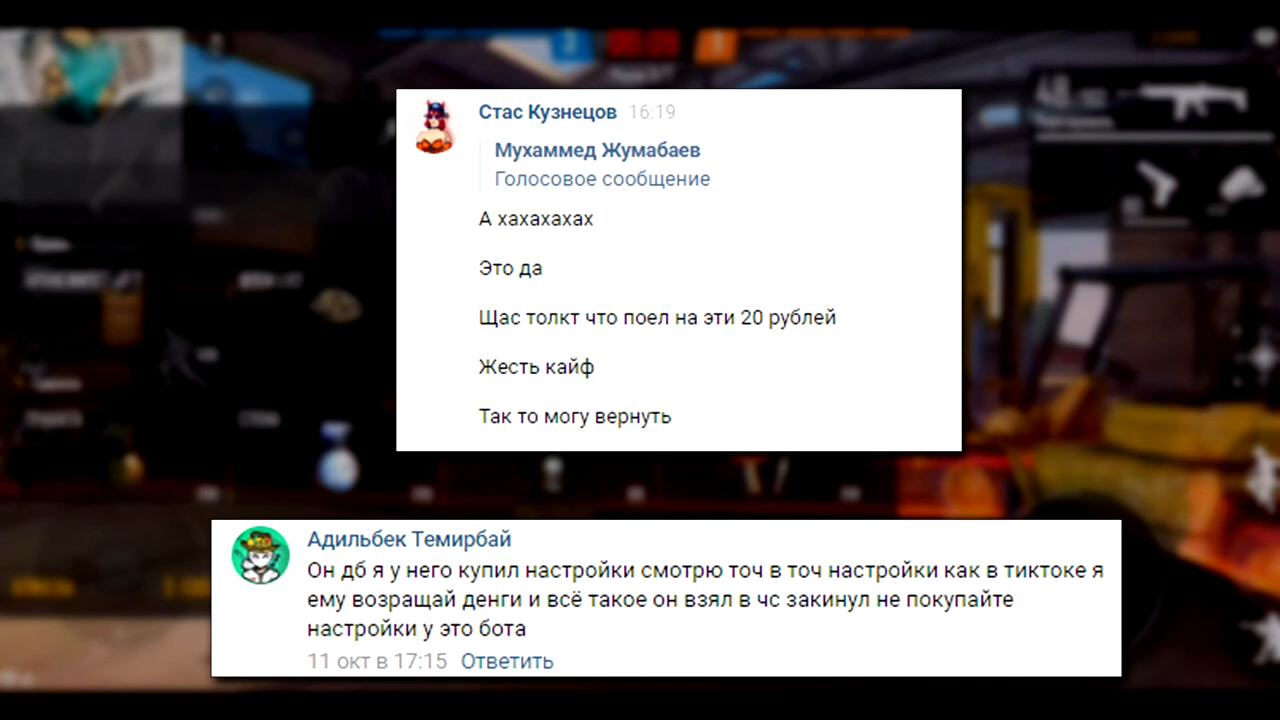 Стас Кузнецов 16:19
Мухаммед Жумабаев
Голосовое сообщение
А хахахахах
Это да
Щас толкт что поел на эти 20 рублей
Жесть кайф
Так то могу вернуть
Адильбек Темирбай
Он дб я у него купил настройки смотрю точ в точ настройки как в тиктоке я
ему возращай денги и всё такое он взял в чс закинул не покупайте
настройки у это бота
11 окт в 17:15 Ответить